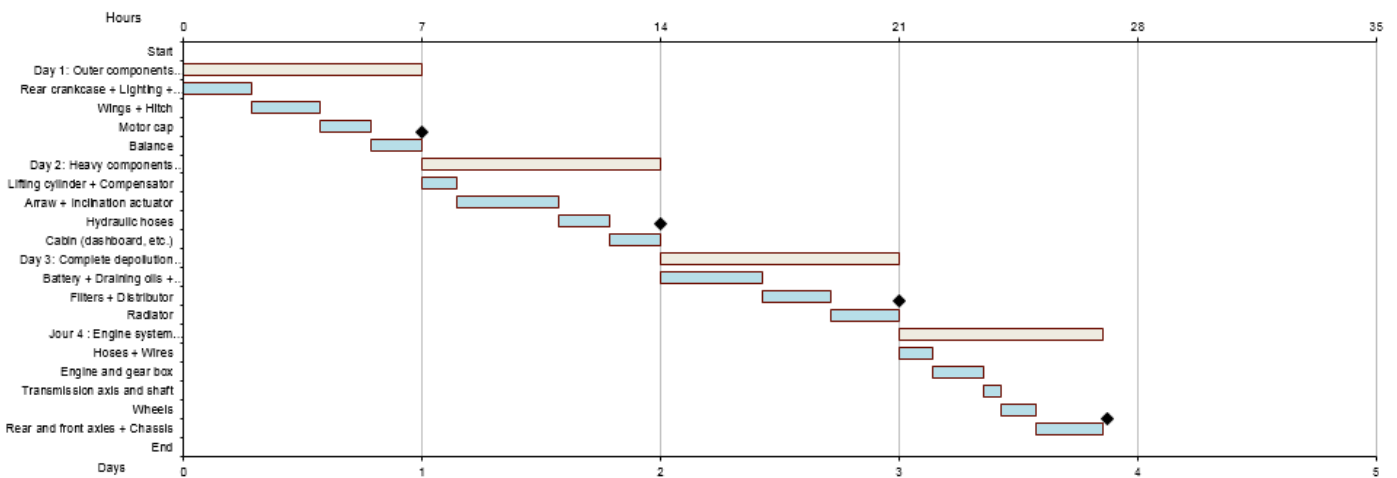 Hours
0 7 14 21 28 35
Start
Day 1: Outer components..
Rear crankcase + Lighting +..
Wings + Hitch
Motor cap
Balance
Day 2: Heavy components..
Lifting cylinder + Compensator
Arraw + Inclination actuator
Hydraulic hoses
Cabin (dashboard, etc.)
Day 3: Complete depollution..
Battery + Draining oils +..
Filters + Distributor
Radiator
Jour 4 : Engine system..
Hoses + Wires
Engine and gear box
Transmission axis and shaft
Wheels
Rear and front axles + Chassis
End
Days
0 1 2 3 4 5